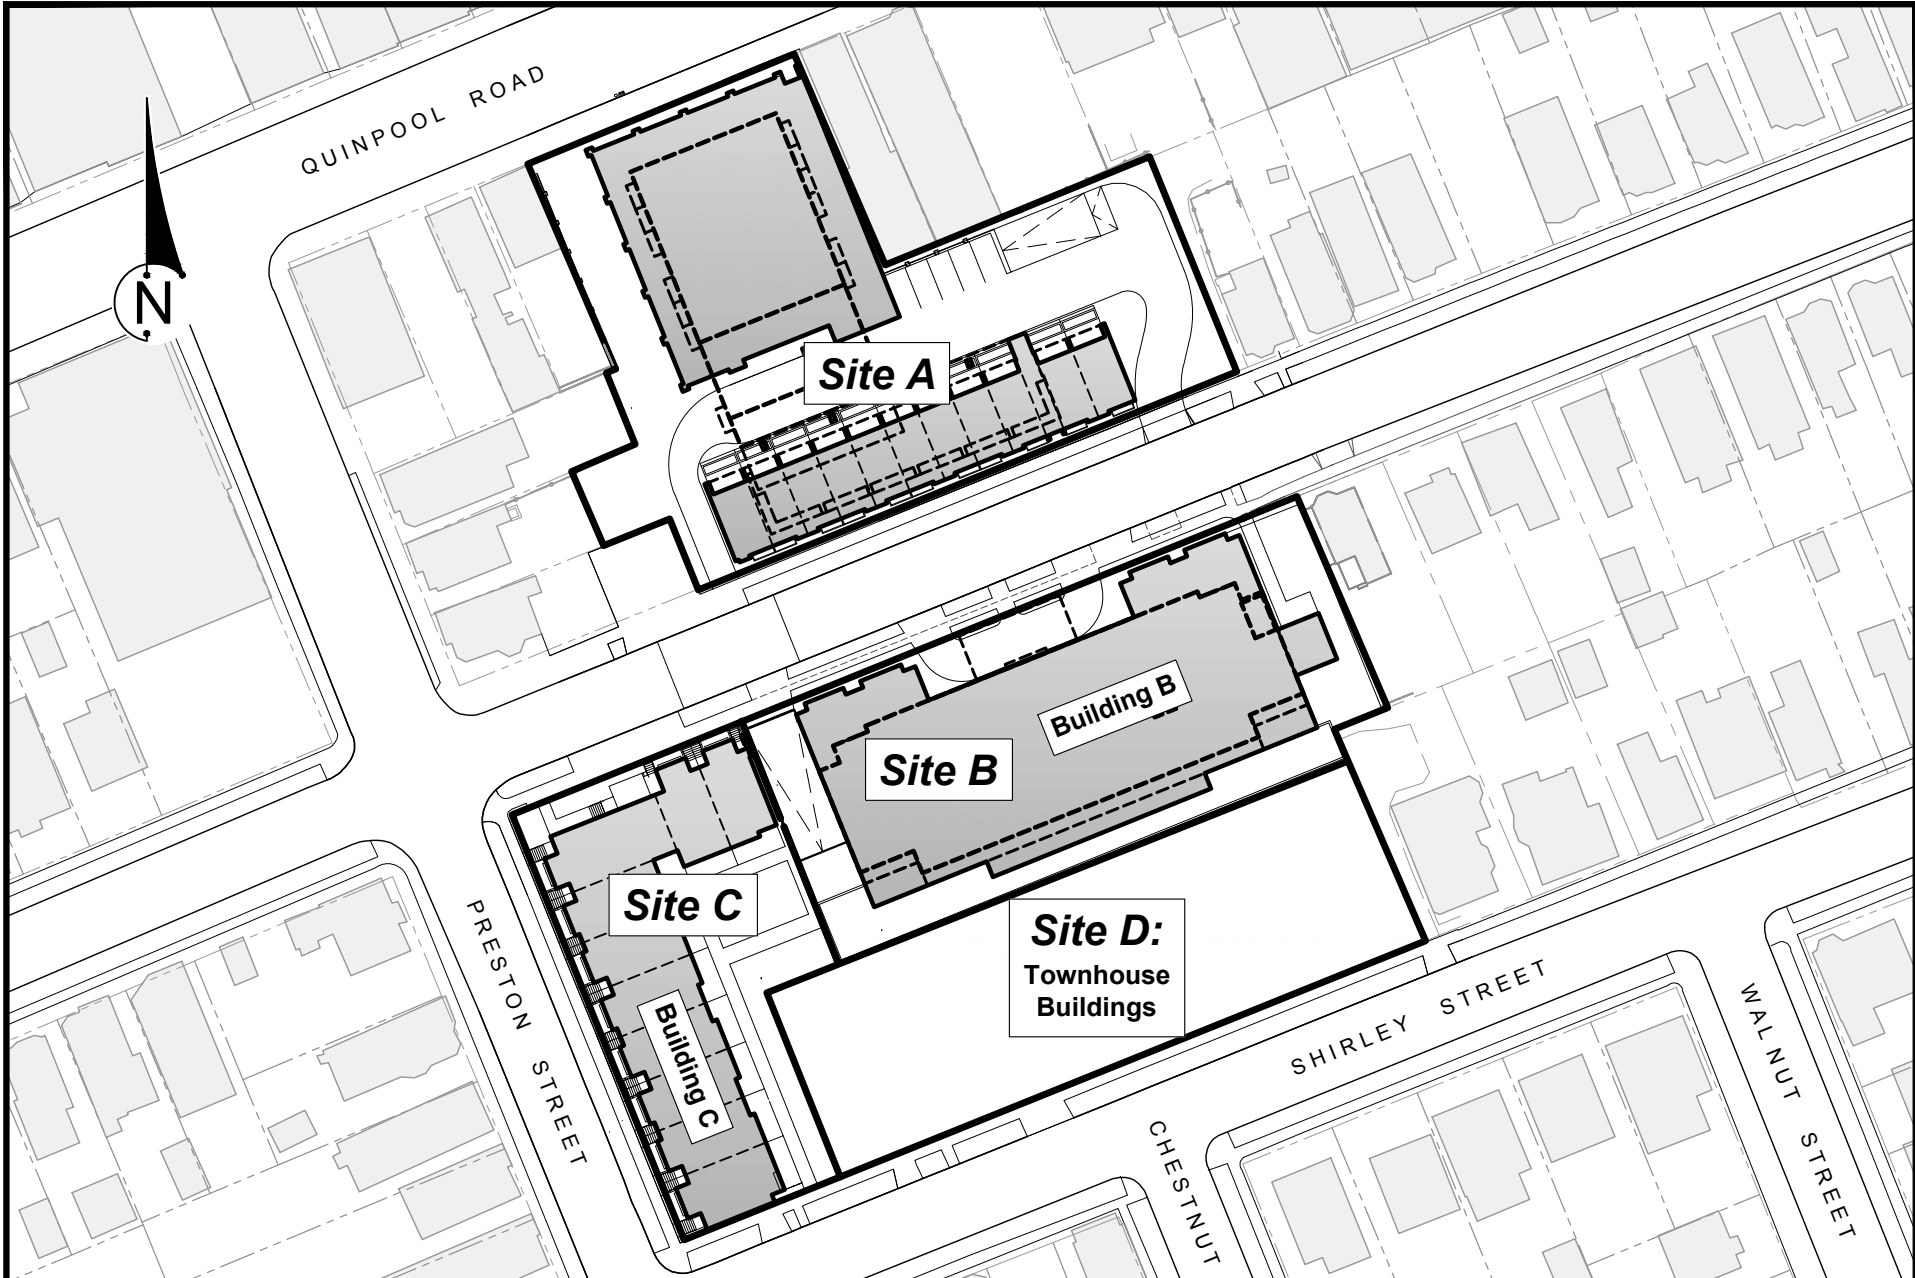 QUINPOOL ROAD
N
Site A
Building B
Site B
Site C
PRESTON STREET
Building C
Site D:
Townhouse
Buildings
SHIRLEY STREET
WALNUT STREET
CHESTNUT